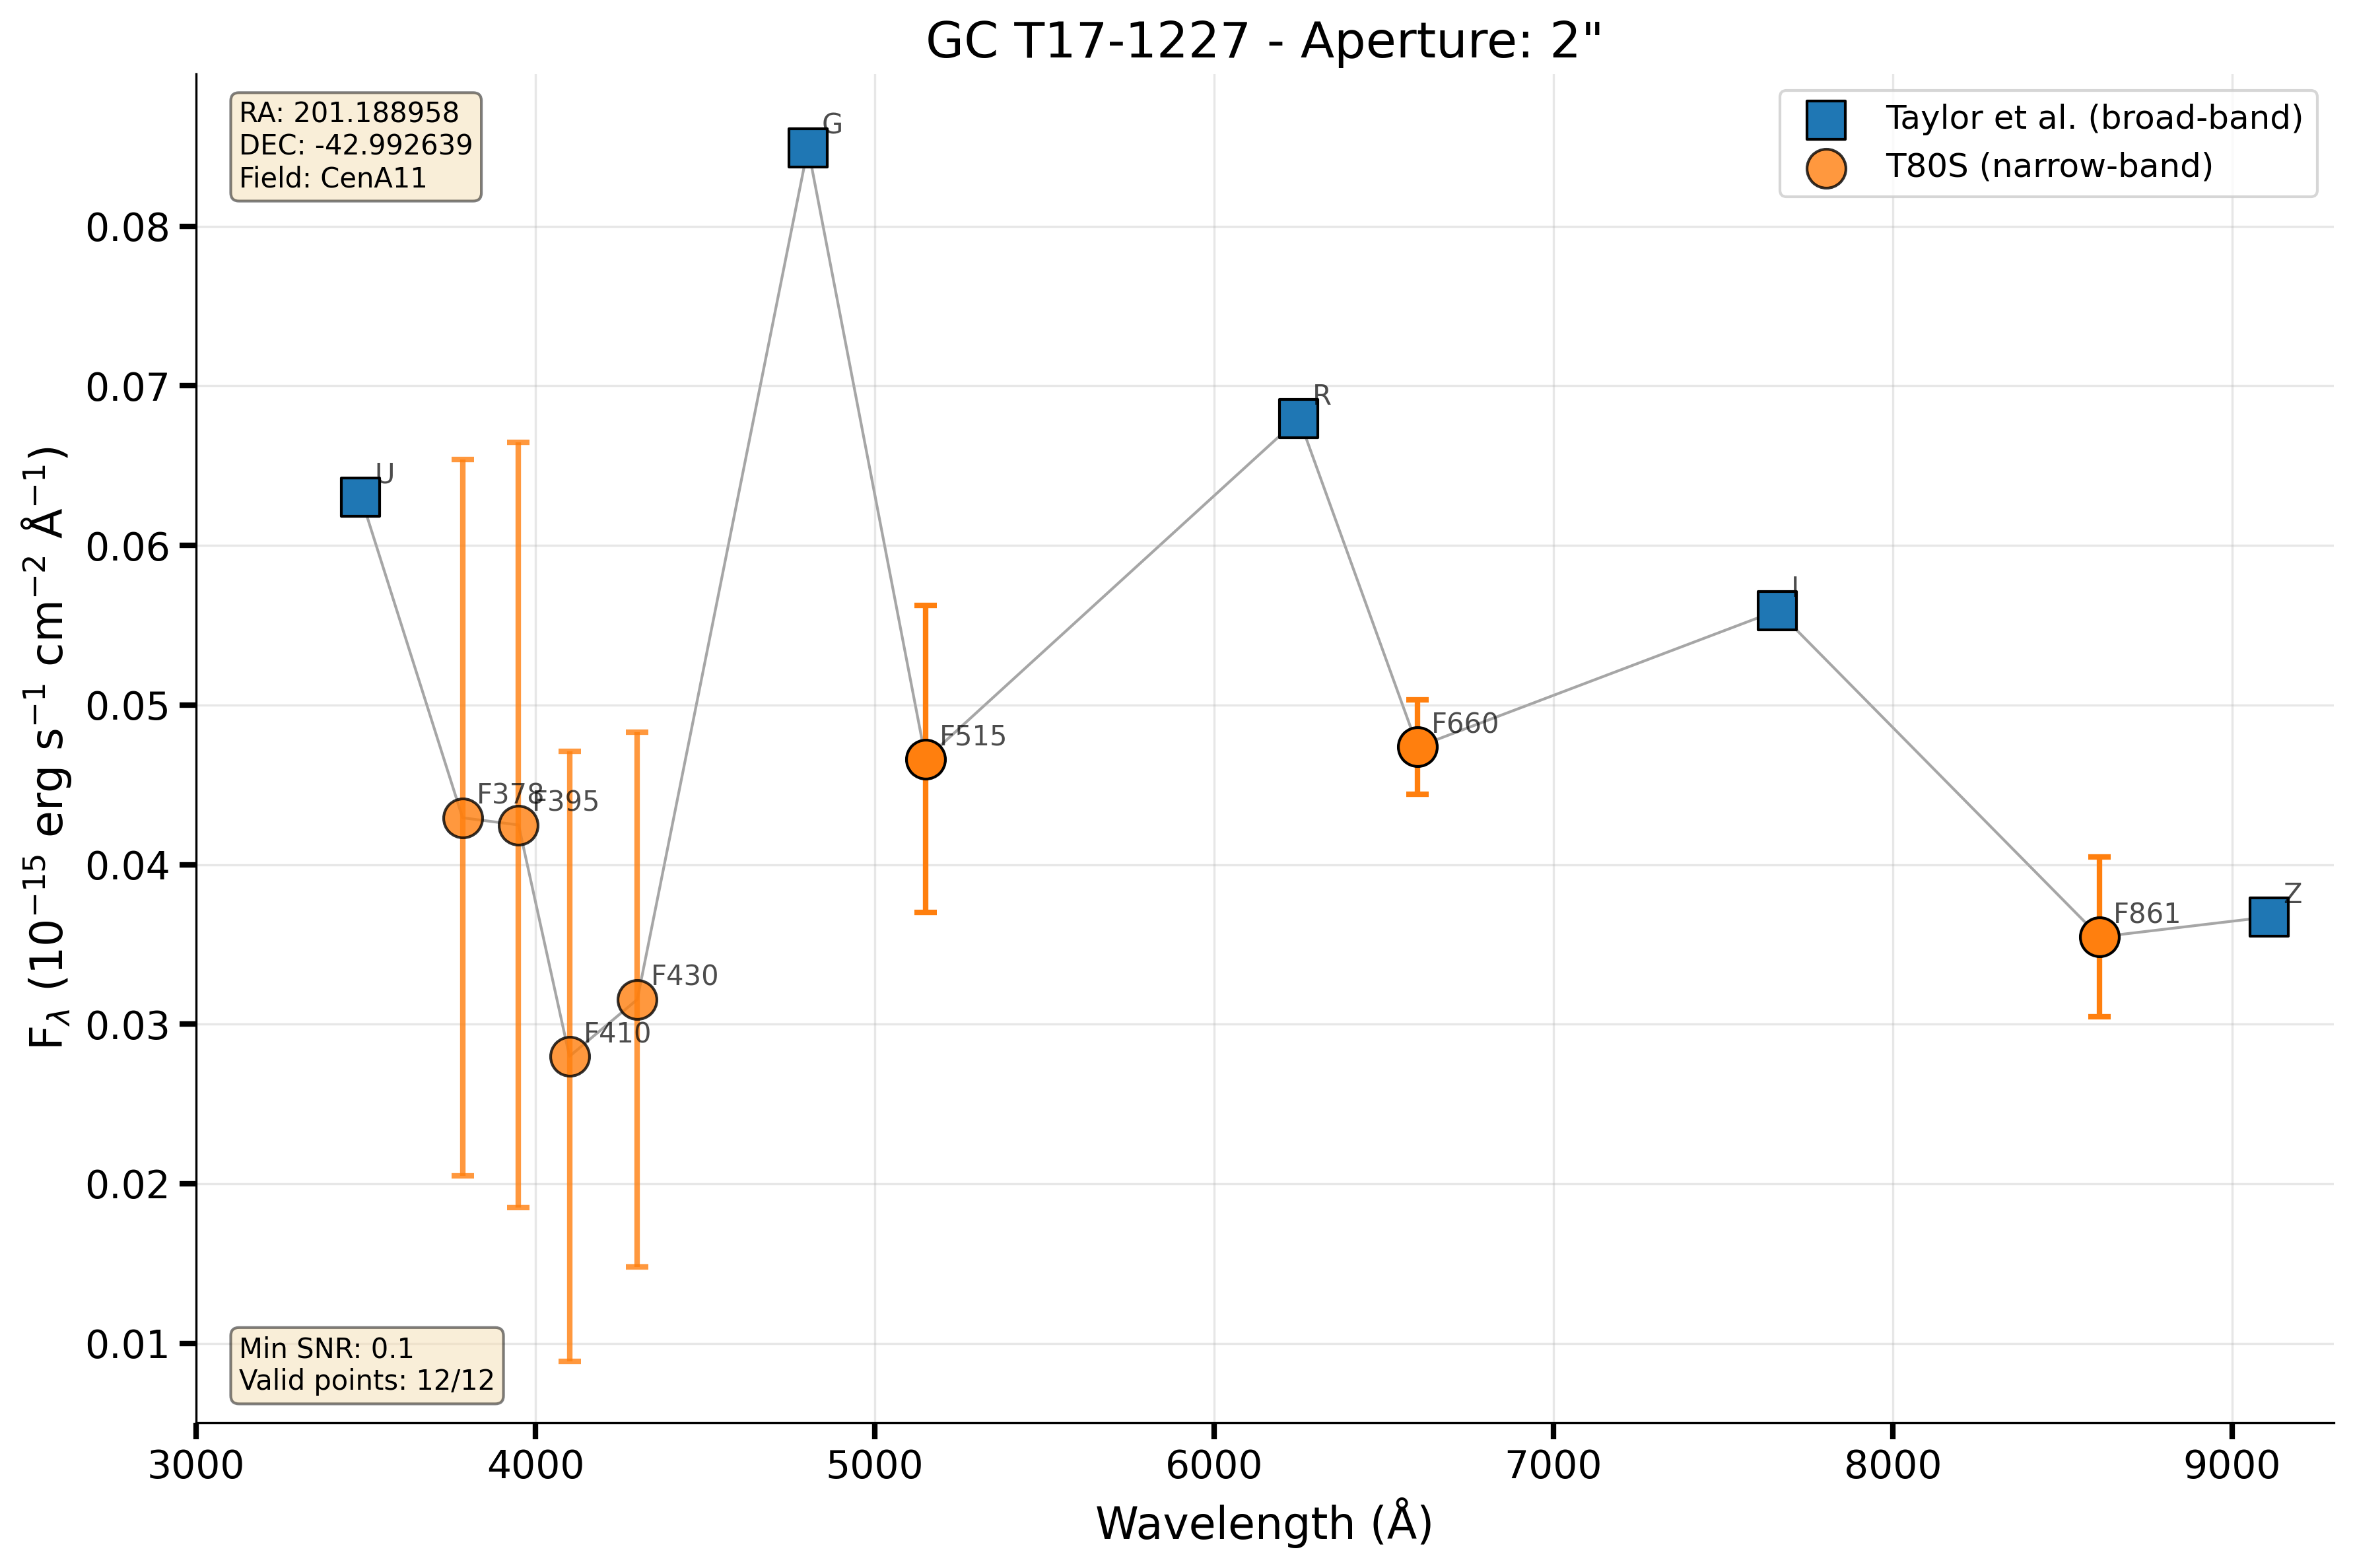 GC T17-1227 - Aperture: 2"
RA: 201.188958
DEC: -42.992639
Field: CenA11
Taylor et al. (broad-band)
T80S (narrow-band)
G
R
U
I
F515
F660
F378
F395
F861
Z
F430
F410
0.08
0.07
0.06
0.05
0.04
0.03
0.02
0.01
F_λ (10⁻¹⁵ erg s⁻¹ cm⁻² Å⁻¹)
Min SNR: 0.1
Valid points: 12/12
3000 4000 5000 6000 7000 8000 9000
Wavelength (Å)